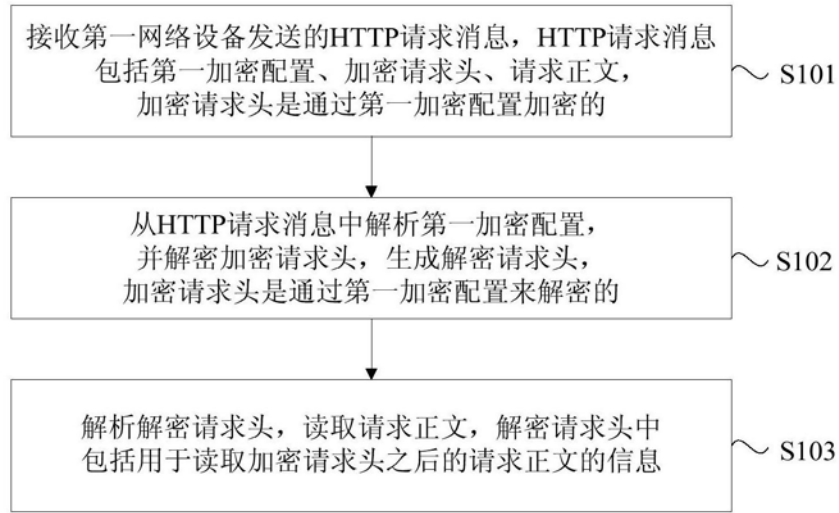 接收第一网络设备发送的HTTP请求消息，HTTP请求消息
包括第一加密配置、加密请求头、请求正文，
加密请求头是通过第一加密配置加密的
S101
从HTTP请求消息中解析第一加密配置，
并解密加密请求头，生成解密请求头，
加密请求头是通过第一加密配置来解密的
S102
解析解密请求头，读取请求正文，解密请求头中
包括用于读取加密请求头之后的请求正文的信息
S103